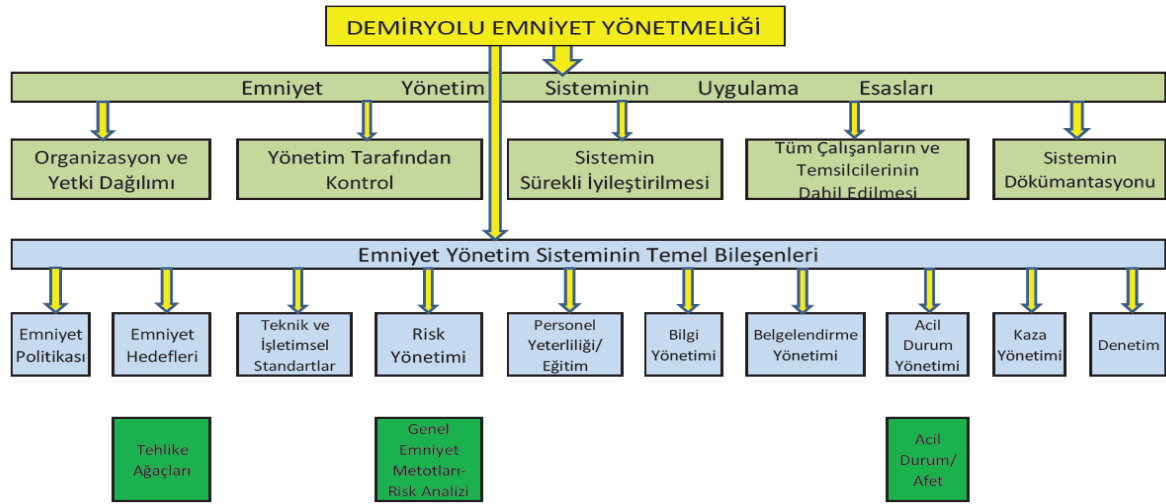 DEMİRYOLU EMNİYET YÖNETMELİĞİ
Emniyet Yönetim Sisteminin Uygulama Esasları
Organizasyon ve
Yetki Dağılımı
Yönetim Tarafından
Kontrol
Sistemin
Sürekli İyileştirilmesi
Tüm Çalışanların ve
Temsilcilerinin
Dahil Edilmesi
Sistemin
Dökümantasyonu
Emniyet Yönetim Sisteminin Temel Bileşenleri
Emniyet
Politikası
Emniyet
Hedefleri
Teknik ve
İşletimsel
Standartlar
Risk
Yönetimi
Personel
Yeterliliği/
Eğitim
Bilgi
Yönetimi
Belgelendirme
Yönetimi
Acil
Durum
Yönetimi
Kaza
Yönetimi
Denetim
Tehlike
Ağaçları
Genel
Emniyet
Metotları-
Risk Analizi
Acil
Durum/
Afet